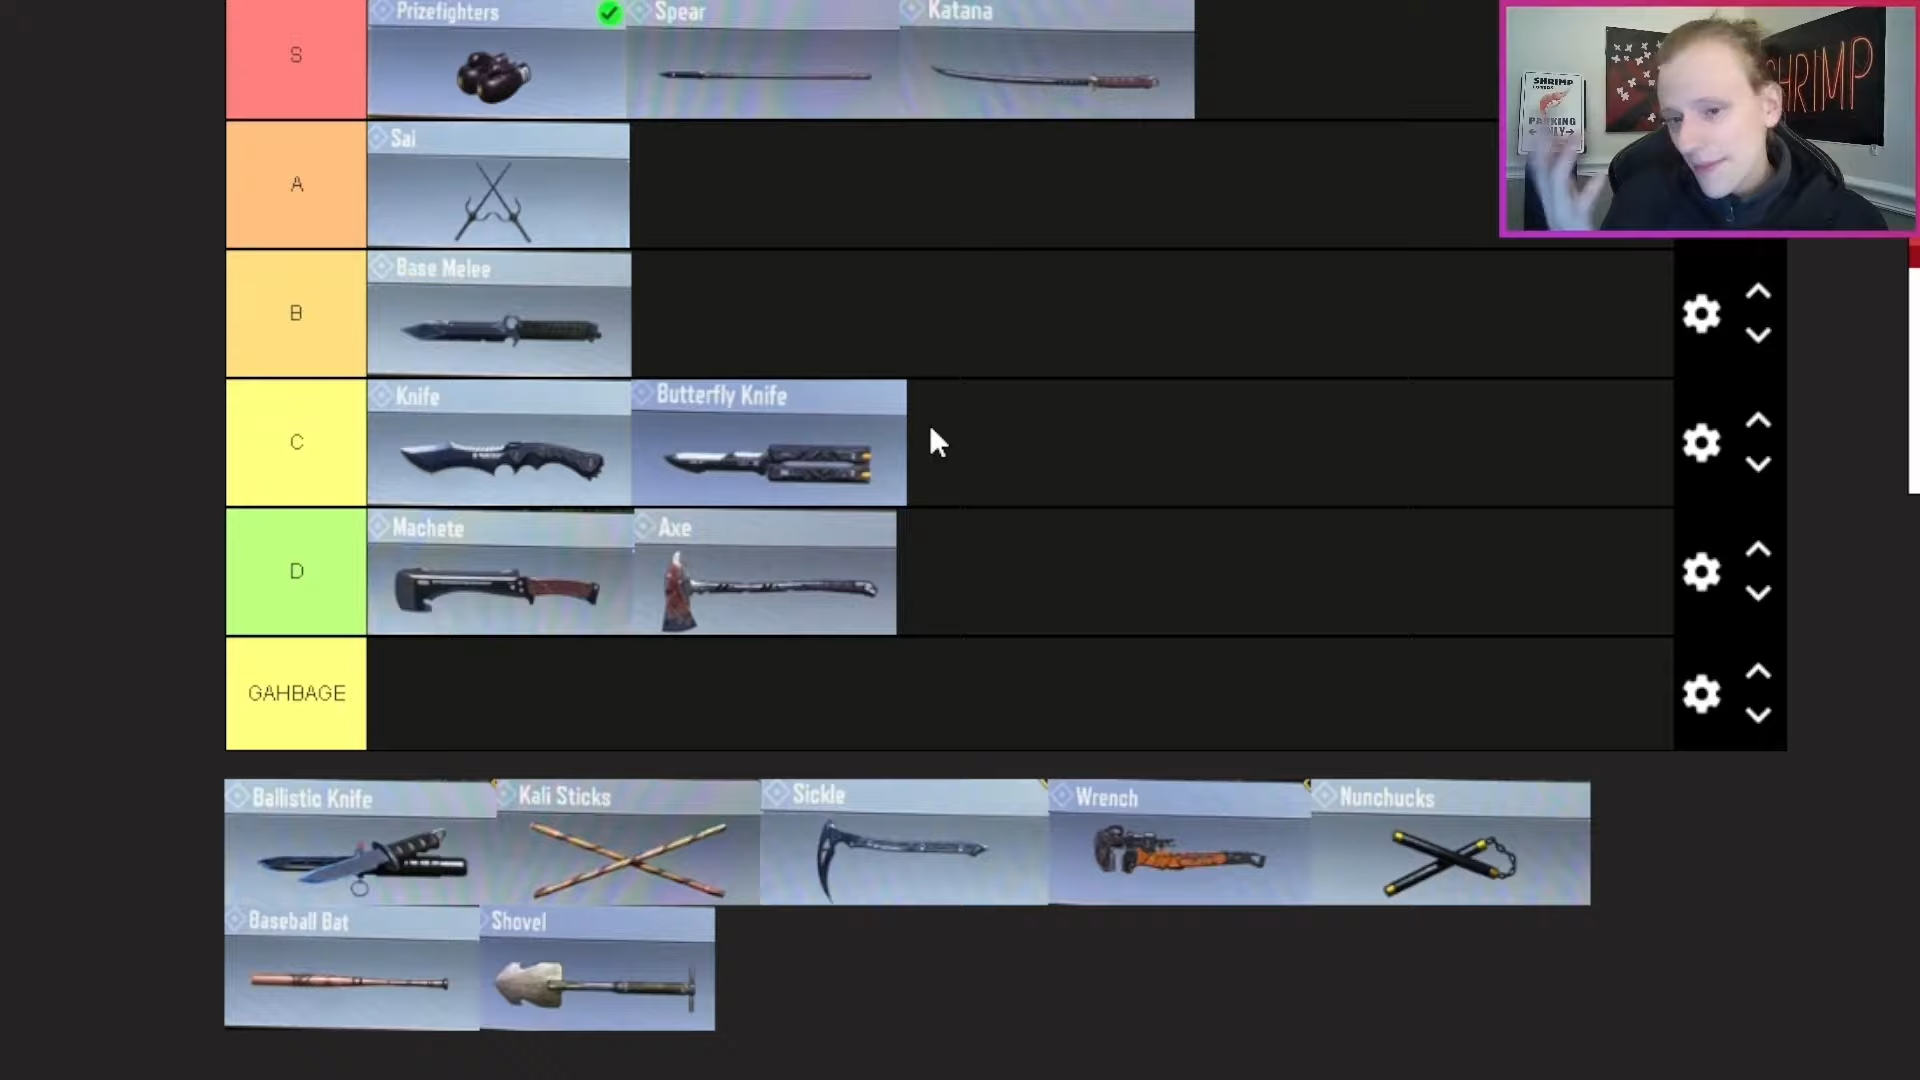 S
Prizefighters
Spear
Katana
SHRIMP
PARKING
ONLY
SHRIMP
A
Sai
B
Base Melee
C
Knife
Butterfly Knife
D
Machete
Axe
GAHBAGE
Ballistic Knife
Kali Sticks
Sickle
Wrench
Nunchucks
Baseball Bat
Shovel